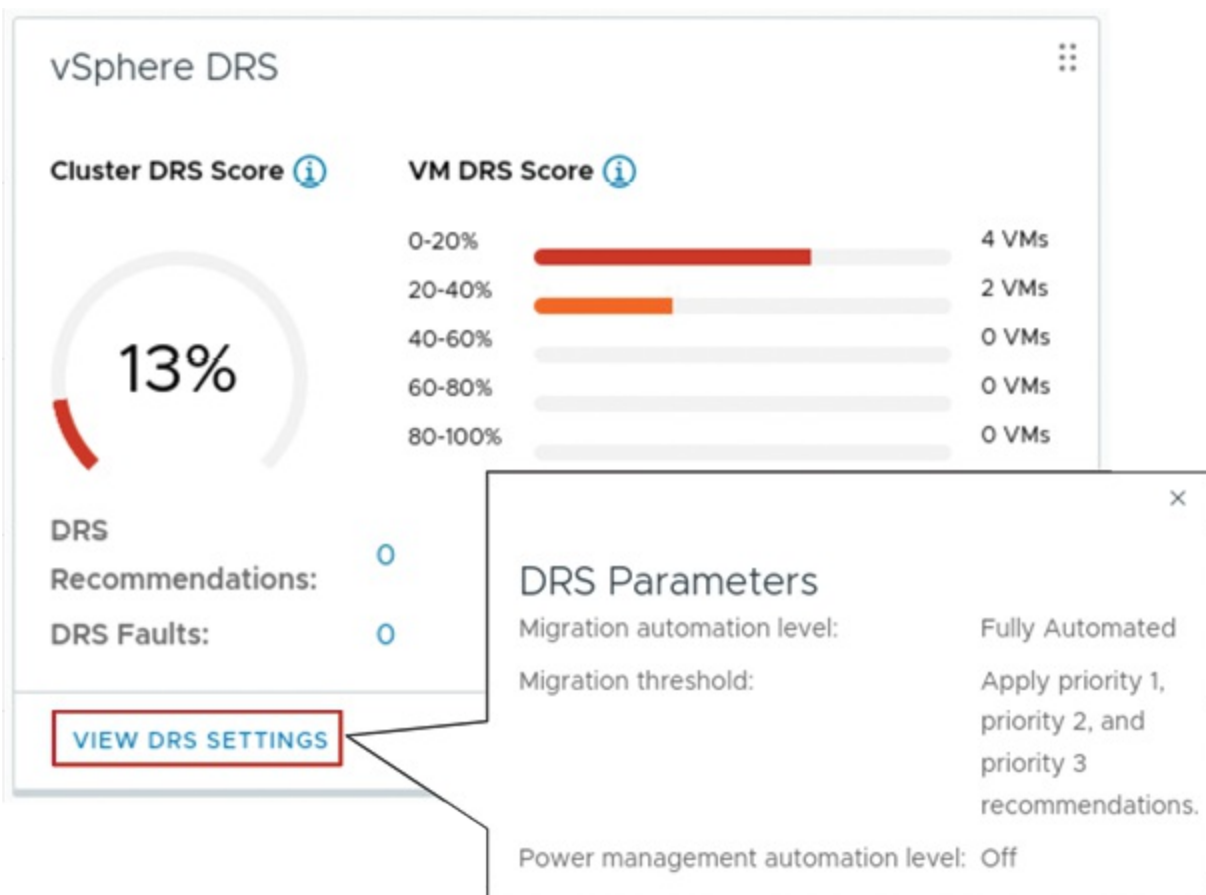 vSphere DRS
Cluster DRS Score
VM DRS Score
13%
0-20% 4 VMs
20-40% 2 VMs
40-60% 0 VMs
60-80% 0 VMs
80-100% 0 VMs
DRS
Recommendations: 0
DRS Faults: 0
VIEW DRS SETTINGS
DRS Parameters
Migration automation level: Fully Automated
Migration threshold: Apply priority 1,
priority 2, and
priority 3
recommendations.
Power management automation level: Off